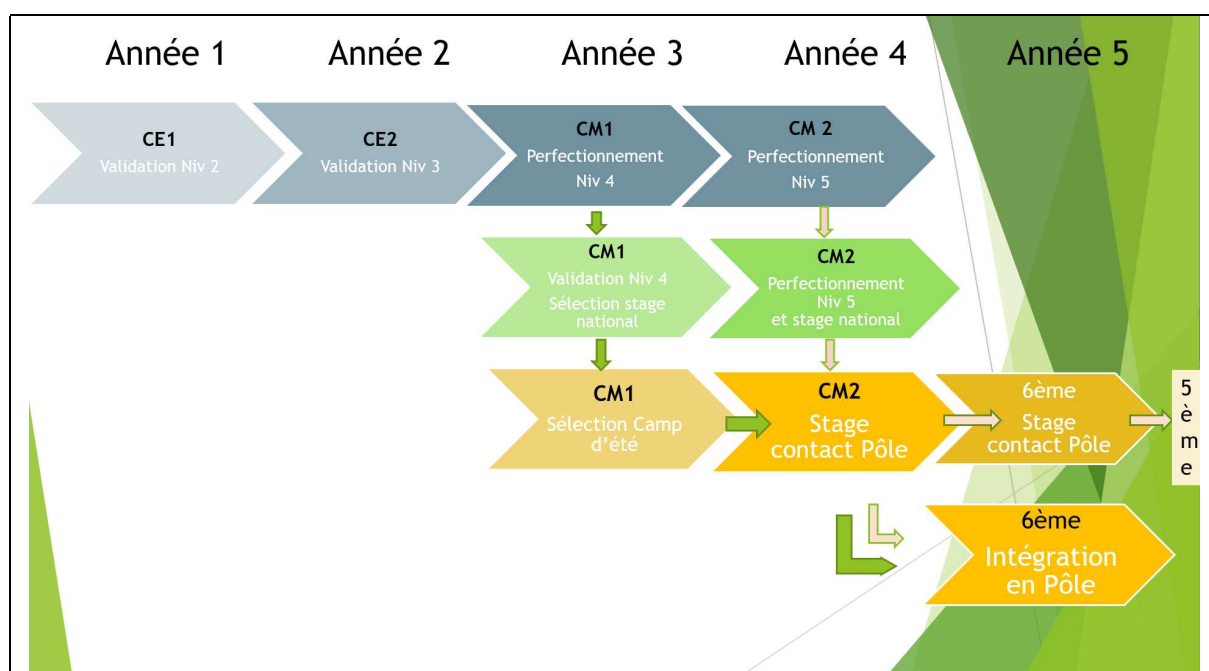 Année 1
Année 2
Année 3
Année 4
Année 5
CE1
Validation Niv 2
CE2
Validation Niv 3
CM1
Perfectionnement
Niv 4
CM 2
Perfectionnement
Niv 5
CM1
Validation Niv 4
Sélection stage
national
CM2
Perfectionnement
Niv 5
et stage national
CM1
Sélection Camp
d'été
CM2
Stage
contact Pôle
6ème
Stage
contact Pôle
5
è
m
e
6ème
Intégration
en Pôle